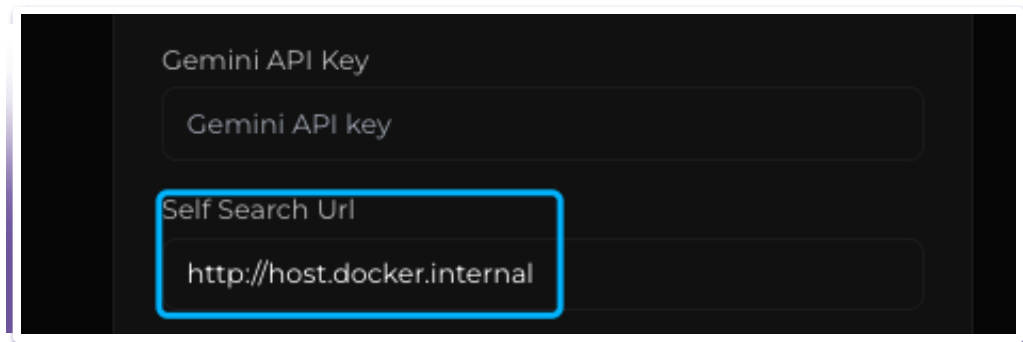 Gemini API Key
Gemini API key
Self Search Url
http://host.docker.internal